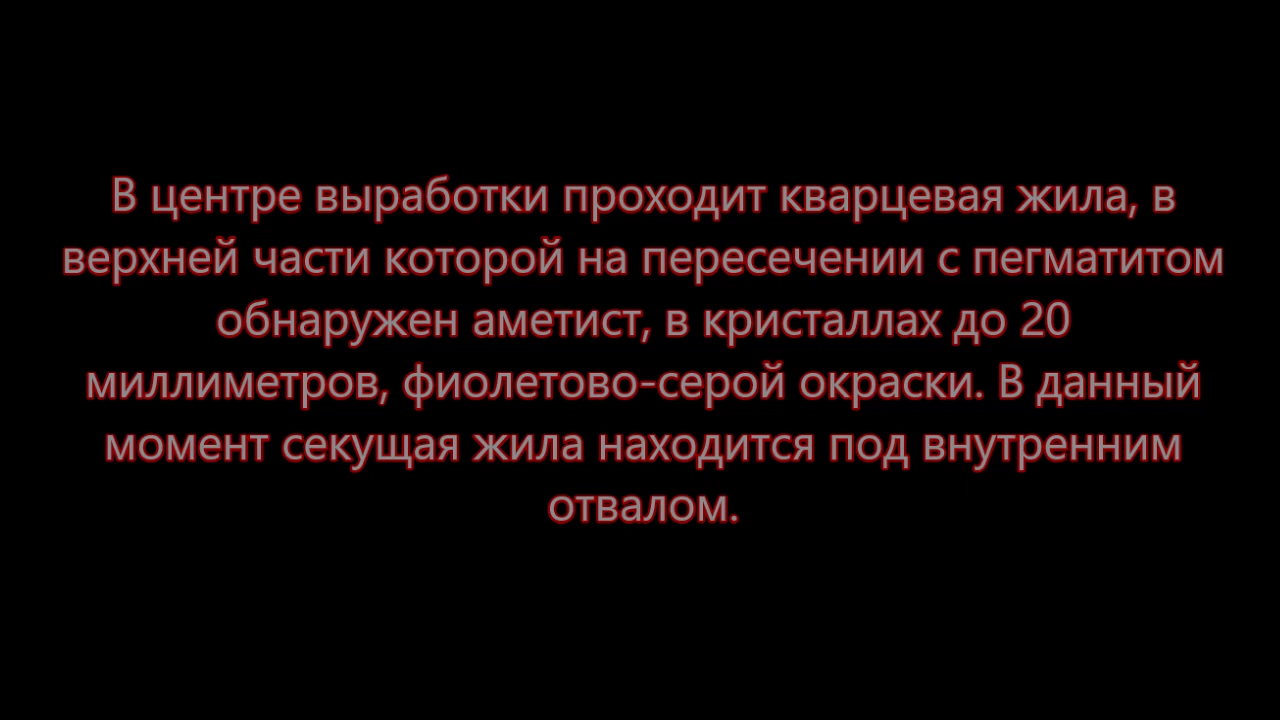 В центре выработки проходит кварцевая жила, в
верхней части которой на пересечении с пегматитом
обнаружен аметист, в кристаллах до 20
миллиметров, фиолетово-серой окраски. В данный
момент секущая жила находится под внутренним
отвалом.